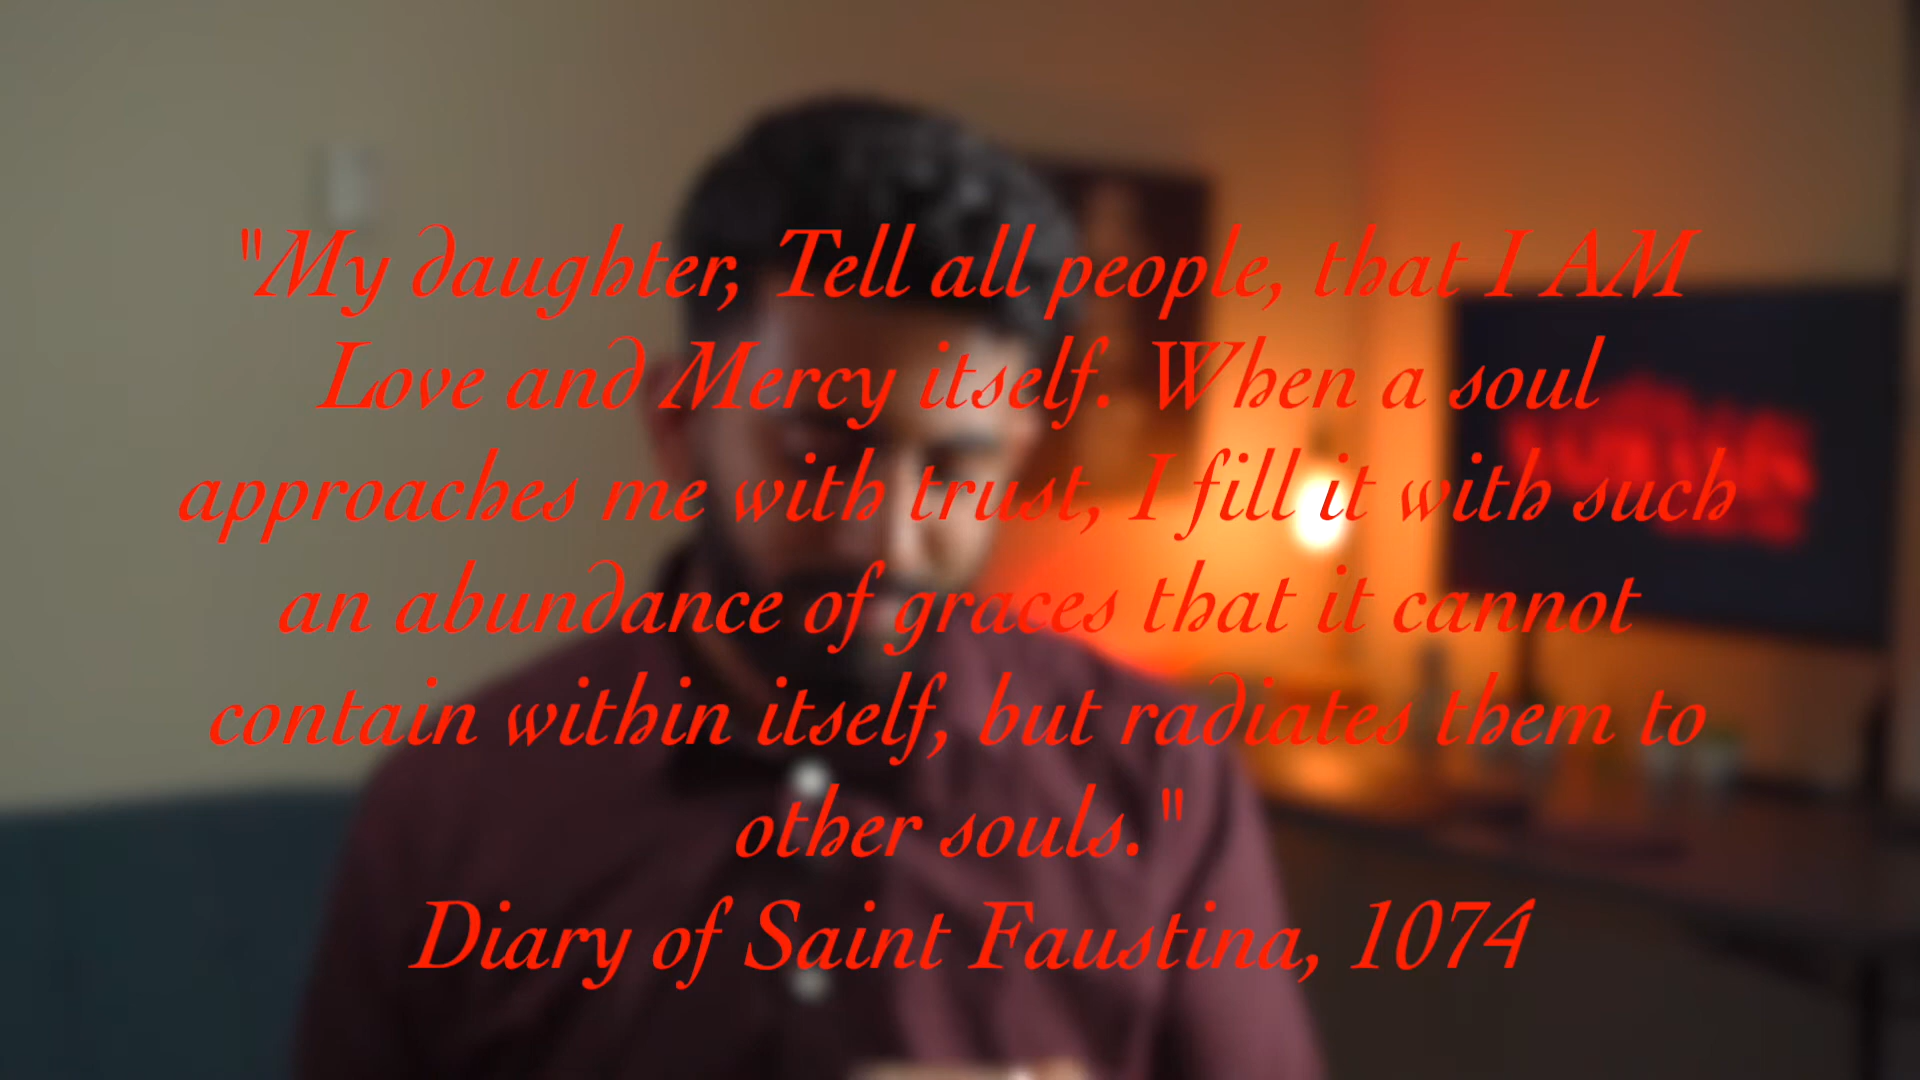 "My daughter, Tell all people, that I AM
Love and Mercy itself. When a soul
approaches me with trust, I fill it with such
an abundance of graces that it cannot
contain within itself, but radiates them to
other souls."
Diary of Saint Faustina, 1074